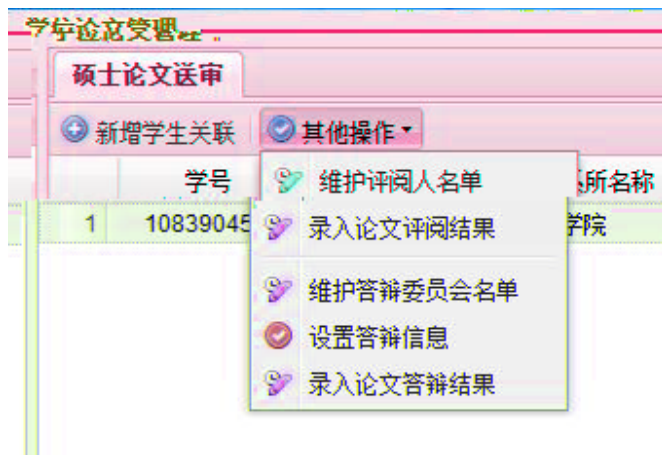 硕士论文送审
新增学生关联 其他操作
学号 所名称
维护评阅人名单
1 10839045 学院
录入论文评阅结果
维护答辩委员会名单
设置答辩信息
录入论文答辩结果